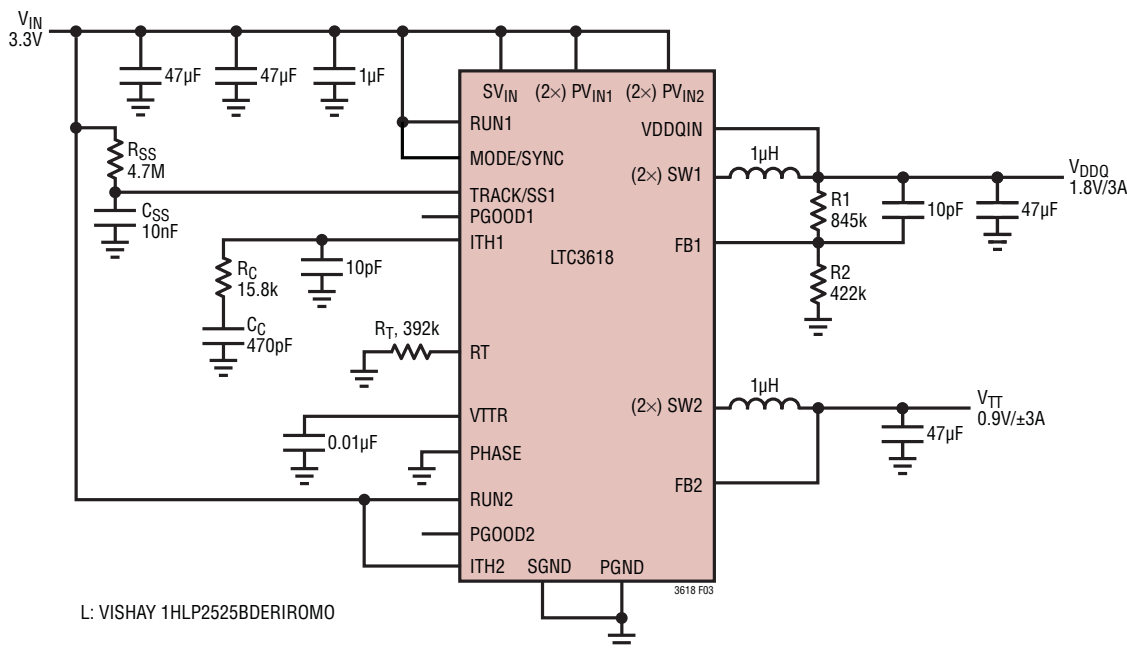 VIN
3.3V
47µF
47µF
1µF
RSS
4.7M
CSS
10nF
RC
15.8k
CC
470pF
10pF
RT, 392k
0.01µF
SVIN (2×) PVIN1 (2×) PVIN2
RUN1
MODE/SYNC
TRACK/SS1
PGOOD1
ITH1
RT
VTTR
PHASE
RUN2
PGOOD2
ITH2
SGND PGND
LTC3618
VDDQIN
(2×) SW1
FB1
(2×) SW2
FB2
3618 F03
1µH
VDDQ
1.8V/3A
R1
845k
10pF
47µF
R2
422k
1µH
VTT
0.9V/±3A
47µF
L: VISHAY 1HLP2525BDERIROMO